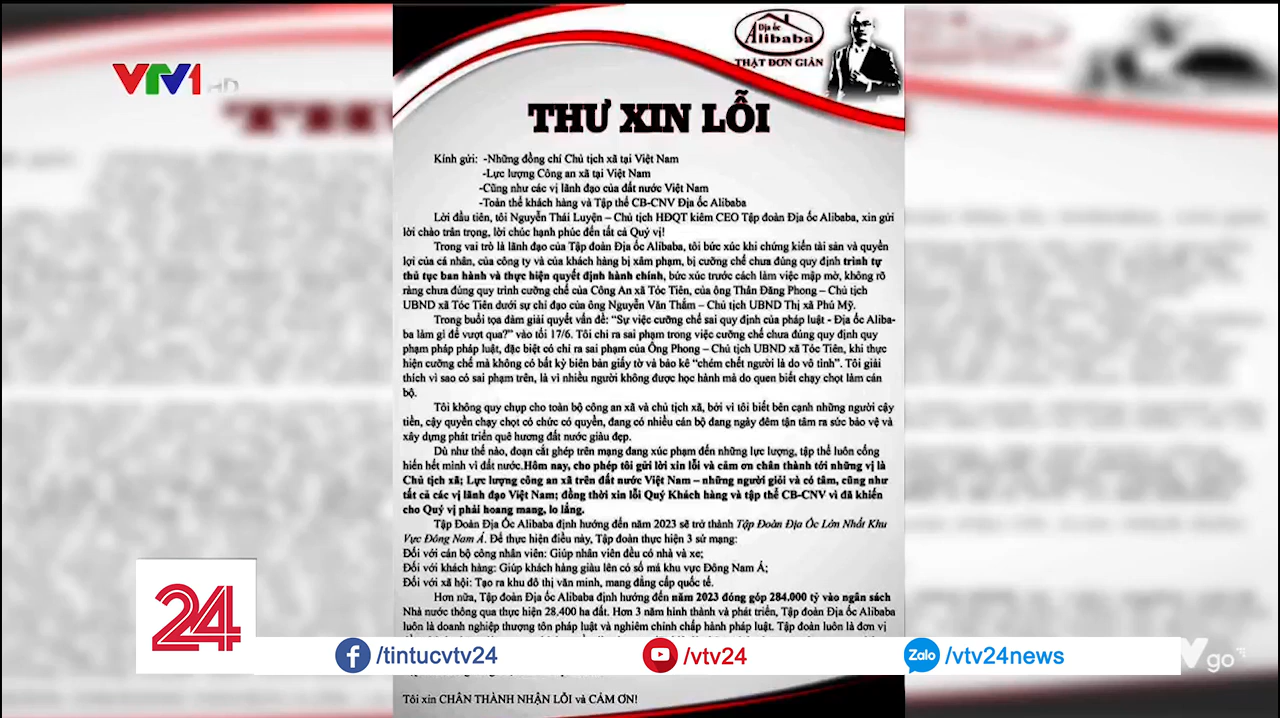 VTV1 HD
Địa ốc
Alibaba
THẬT ĐƠN GIẢN
THƯ XIN LỖI
Kính gửi: -Những đồng chí Chủ tịch xã tại Việt Nam
-Lực lượng Công an xã tại Việt Nam
-Cũng như các vị lãnh đạo của đất nước Việt Nam
-Toàn thể khách hàng và Tập thể CB-CNV Địa ốc Alibaba
Lời đầu tiên, tôi Nguyễn Thái Luyện – Chủ tịch HĐQT kiêm CEO Tập đoàn Địa ốc Alibaba, xin gửi
lời chào trân trọng, lời chúc hạnh phúc đến tất cả Quý vị!
Trong vai trò là lãnh đạo của Tập đoàn Địa ốc Alibaba, tôi bức xúc khi chứng kiến tài sản và quyền
lợi của cá nhân, của công ty và của khách hàng bị xâm phạm, bị cưỡng chế chưa đúng quy định trình tự
thủ tục ban hành và thực hiện quyết định hành chính, bức xúc trước cách làm việc mập mờ, không rõ
ràng chưa đúng quy trình cưỡng chế của Công An xã Tóc Tiên, của ông Thân Đăng Phong – Chủ tịch
UBND xã Tóc Tiên dưới sự chỉ đạo của ông Nguyễn Văn Thắm – Chủ tịch UBND Thị xã Phú Mỹ.
Trong buổi tọa đàm giải quyết vấn đề: “Sự việc cưỡng chế sai quy định của pháp luật - Địa ốc Aliba-
ba làm gì để vượt qua?” vào tối 17/6. Tôi chỉ ra sai phạm trong việc cưỡng chế chưa đúng quy định quy
phạm pháp pháp luật, đặc biệt có chỉ ra sai phạm của Ông Phong – Chủ tịch UBND xã Tóc Tiên, khi thực
hiện cưỡng chế mà không có bất kỳ biên bản giấy tờ và bảo kê “chém chết người là do vô tình”. Tôi giải
thích vì sao có sai phạm trên, là vì nhiều người không được học hành mà do quen biết chạy chọt làm cán
bộ.
Tôi không quy chụp cho toàn bộ công an xã và chủ tịch xã, bởi vì tôi biết bên cạnh những người cậy
tiền, cậy quyền chạy chọt có chức có quyền, đang có nhiều cán bộ đang ngày đêm tận tâm ra sức bảo vệ và
xây dựng phát triển quê hương đất nước giàu đẹp.
Dù như thế nào, đoạn cắt ghép trên mạng đang xúc phạm đến những lực lượng, tập thể luôn cống
hiến hết mình vì đất nước.Hôm nay, cho phép tôi gửi lời xin lỗi và cảm ơn chân thành tới những vị là
Chủ tịch xã; Lực lượng công an xã trên đất nước Việt Nam – những người giỏi và có tâm, cũng như
tất cả các vị lãnh đạo Việt Nam; đồng thời xin lỗi Quý Khách hàng và tập thể CB-CNV vì đã khiến
cho Quý vị phải hoang mang, lo lắng.
Tập Đoàn Địa Ốc Alibaba định hướng đến năm 2023 sẽ trở thành Tập Đoàn Địa Ốc Lớn Nhất Khu
Vực Đông Nam Á. Để thực hiện điều này, Tập đoàn thực hiện 3 sứ mạng:
Đối với cán bộ công nhân viên: Giúp nhân viên đều có nhà và xe;
Đối với khách hàng: Giúp khách hàng giàu lên có số má khu vực Đông Nam Á;
Đối với xã hội: Tạo ra khu đô thị văn minh, mang đẳng cấp quốc tế.
Hơn nữa, Tập đoàn Địa ốc Alibaba định hướng đến năm 2023 đóng góp 284.000 tỷ vào ngân sách
Nhà nước thông qua thực hiện 28.400 ha đất. Hơn 3 năm hình thành và phát triển, Tập đoàn Địa ốc Alibaba
luôn là doanh nghiệp thượng tôn pháp luật và nghiêm chỉnh chấp hành pháp luật. Tập đoàn luôn là đơn vị
24
/tintucvtv24
/vtv24
Zalo /vtv24news
go
Tôi xin CHÂN THÀNH NHẬN LỖI và CẢM ƠN!